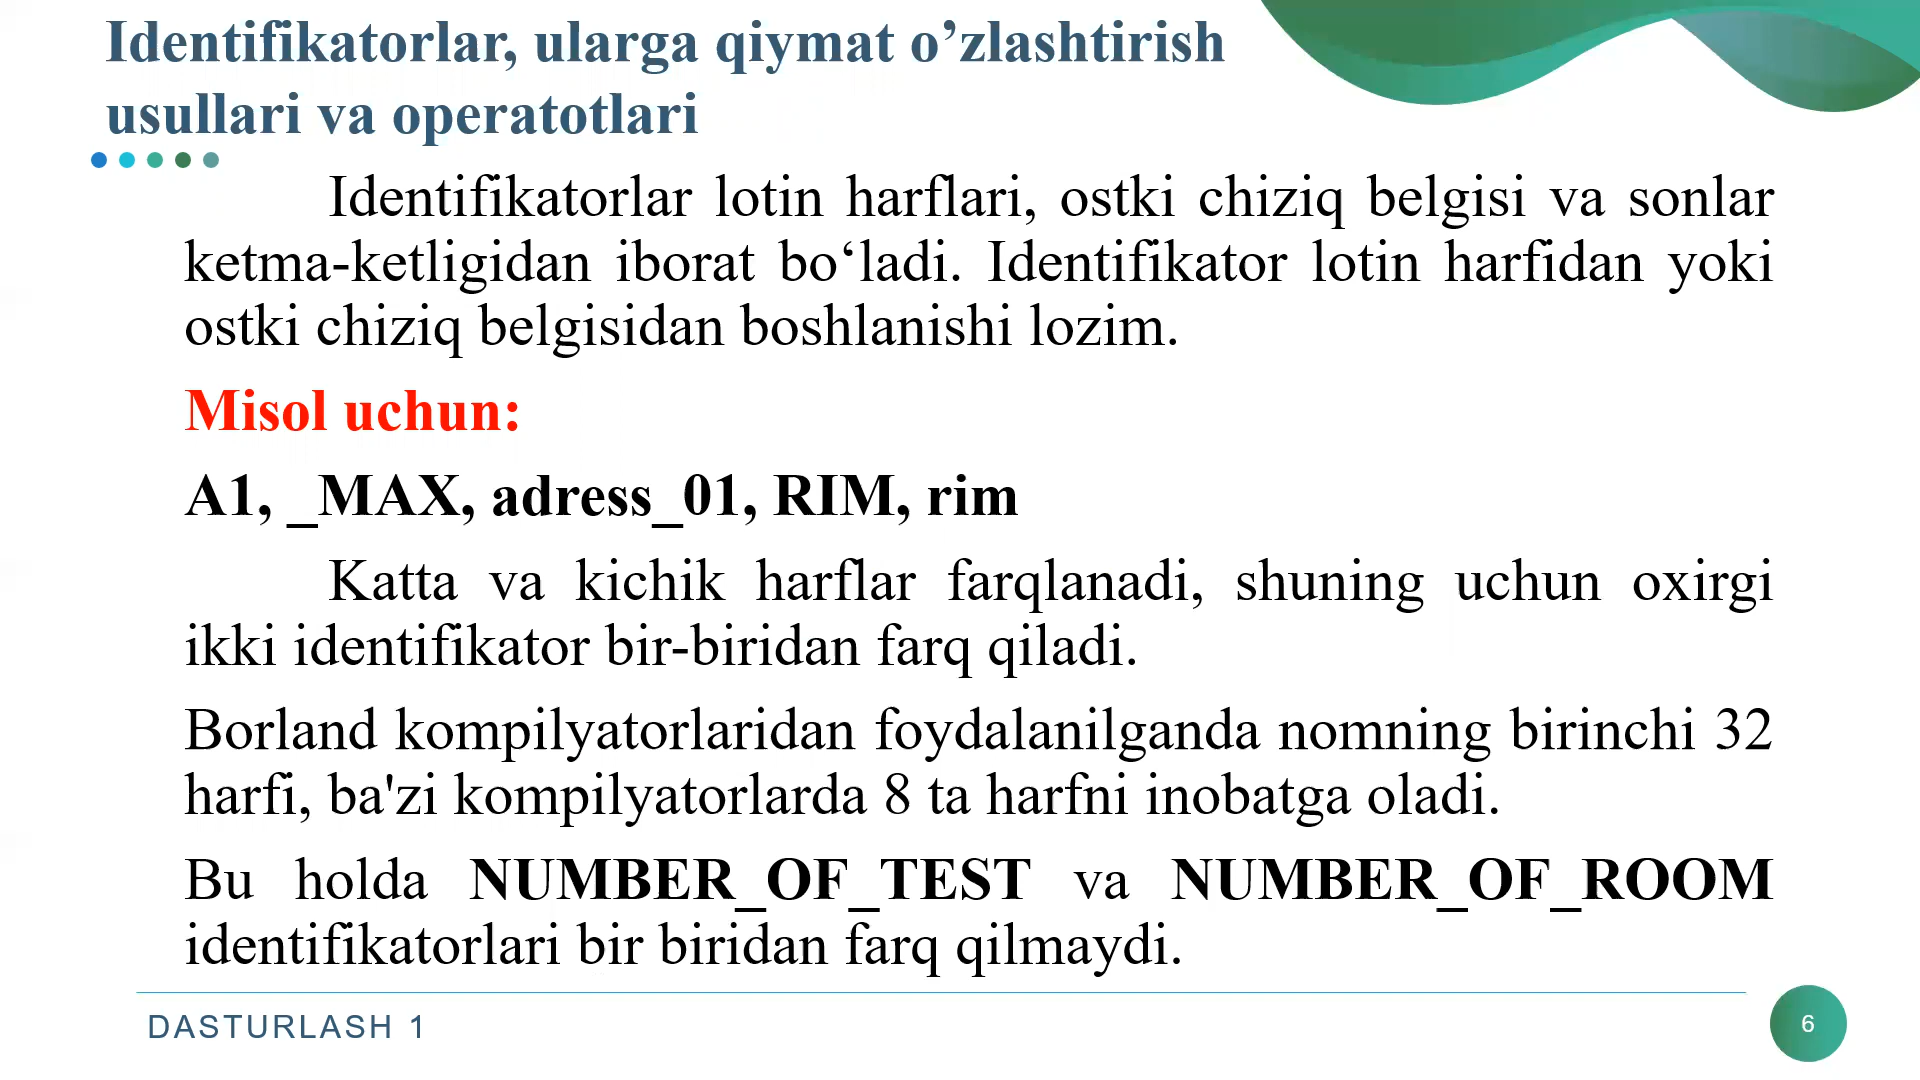 Identifikatorlar, ularga qiymat o’zlashtirish
usullari va operatotlari
Identifikatorlar lotin harflari, ostki chiziq belgisi va sonlar
ketma-ketligidan iborat bo‘ladi. Identifikator lotin harfidan yoki
ostki chiziq belgisidan boshlanishi lozim.
Misol uchun:
A1, _MAX, adress_01, RIM, rim
Katta va kichik harflar farqlanadi, shuning uchun oxirgi
ikki identifikator bir-biridan farq qiladi.
Borland kompilyatorlaridan foydalanilganda nomning birinchi 32
harfi, ba'zi kompilyatorlarda 8 ta harfni inobatga oladi.
Bu holda NUMBER_OF_TEST va NUMBER_OF_ROOM
identifikatorlari bir biridan farq qilmaydi.
DASTURLASH 1
6